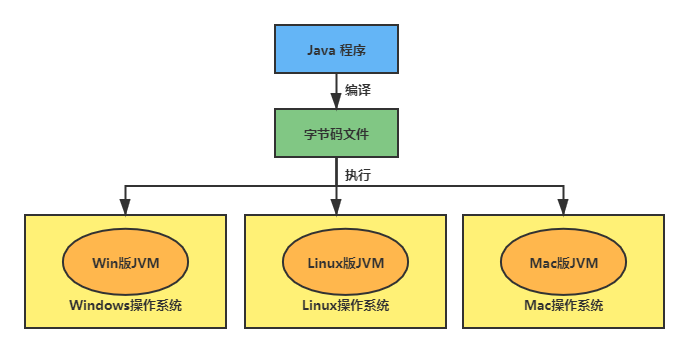 Java 程序
编译
字节码文件
执行
Win版JVM
Windows操作系统
Linux版JVM
Linux操作系统
Mac版JVM
Mac操作系统